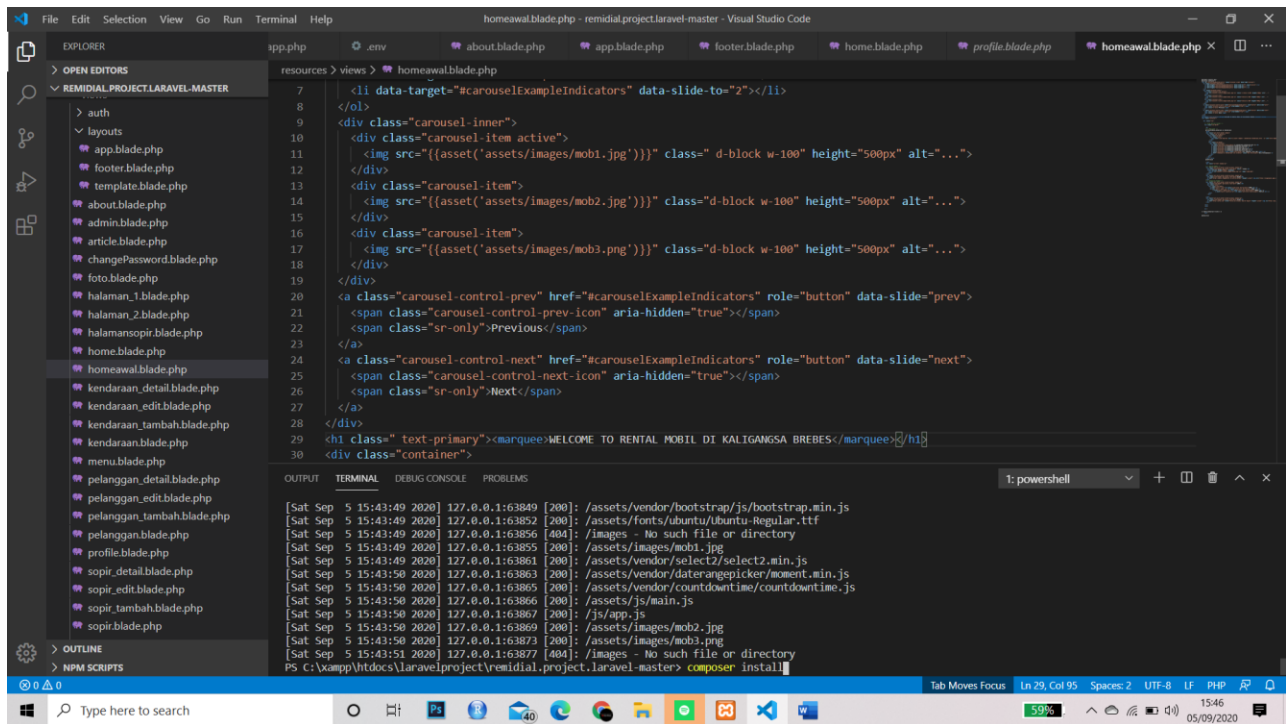 File Edit Selection View Go Run Terminal Help homeawal.blade.php - remidial.project.laravel-master - Visual Studio Code
EXPLORER
app.php .env about.blade.php app.blade.php footer.blade.php home.blade.php profile.blade.php homeawal.blade.php
> OPEN EDITORS
REMIDIAL.PROJECT.LARAVEL-MASTER
> auth
layouts
app.blade.php
footer.blade.php
template.blade.php
about.blade.php
admin.blade.php
article.blade.php
changePassword.blade.php
foto.blade.php
halaman_1.blade.php
halaman_2.blade.php
halamansopir.blade.php
home.blade.php
homeawal.blade.php
kendaraan_detail.blade.php
kendaraan_edit.blade.php
kendaraan_tambah.blade.php
kendaraan.blade.php
menu.blade.php
pelanggan_detail.blade.php
pelanggan_edit.blade.php
pelanggan_tambah.blade.php
pelanggan.blade.php
profile.blade.php
sopir_detail.blade.php
sopir_edit.blade.php
sopir_tambah.blade.php
sopir.blade.php
> OUTLINE
> NPM SCRIPTS
resources > views > homeawal.blade.php
7 <li data-target="#carouselExampleIndicators" data-slide-to="2"></li>
8 </ol>
9 <div class="carousel-inner">
10 <div class="carousel-item active">
11 <img src="{{asset('assets/images/mob1.jpg')}}" class=" d-block w-100" height="500px" alt="...">
12 </div>
13 <div class="carousel-item">
14 <img src="{{asset('assets/images/mob2.jpg')}}" class="d-block w-100" height="500px" alt="...">
15 </div>
16 <div class="carousel-item">
17 <img src="{{asset('assets/images/mob3.png')}}" class="d-block w-100" height="500px" alt="...">
18 </div>
19 </div>
20 <a class="carousel-control-prev" href="#carouselExampleIndicators" role="button" data-slide="prev">
21 <span class="carousel-control-prev-icon" aria-hidden="true"></span>
22 <span class="sr-only">Previous</span>
23 </a>
24 <a class="carousel-control-next" href="#carouselExampleIndicators" role="button" data-slide="next">
25 <span class="carousel-control-next-icon" aria-hidden="true"></span>
26 <span class="sr-only">Next</span>
27 </a>
28 </div>
29 <h1 class=" text-primary"><marquee>WELCOME TO RENTAL MOBIL DI KALIGANGSA BREBES</marquee></h1>
30 <div class="container">
OUTPUT TERMINAL DEBUG CONSOLE PROBLEMS 1: powershell
[Sat Sep 5 15:43:49 2020] 127.0.0.1:63849 [200]: /assets/vendor/bootstrap/js/bootstrap.min.js
[Sat Sep 5 15:43:49 2020] 127.0.0.1:63852 [200]: /assets/fonts/ubuntu/Ubuntu-Regular.ttf
[Sat Sep 5 15:43:49 2020] 127.0.0.1:63856 [404]: /images - No such file or directory
[Sat Sep 5 15:43:49 2020] 127.0.0.1:63855 [200]: /assets/images/mob1.jpg
[Sat Sep 5 15:43:49 2020] 127.0.0.1:63861 [200]: /assets/vendor/select2/select2.min.js
[Sat Sep 5 15:43:50 2020] 127.0.0.1:63863 [200]: /assets/vendor/daterangepicker/moment.min.js
[Sat Sep 5 15:43:50 2020] 127.0.0.1:63865 [200]: /assets/vendor/countdowntime/countdowntime.js
[Sat Sep 5 15:43:50 2020] 127.0.0.1:63866 [200]: /assets/js/main.js
[Sat Sep 5 15:43:50 2020] 127.0.0.1:63867 [200]: /js/app.js
[Sat Sep 5 15:43:50 2020] 127.0.0.1:63869 [200]: /assets/images/mob2.jpg
[Sat Sep 5 15:43:50 2020] 127.0.0.1:63873 [200]: /assets/images/mob3.png
[Sat Sep 5 15:43:51 2020] 127.0.0.1:63877 [404]: /images - No such file or directory
PS C:\xampp\htdocs\laravelproject\remidial.project.laravel-master> composer install
0 0 Tab Moves Focus Ln 29, Col 95 Spaces: 2 UTF-8 LF PHP
Type here to search 40 59% 15:46
05/09/2020